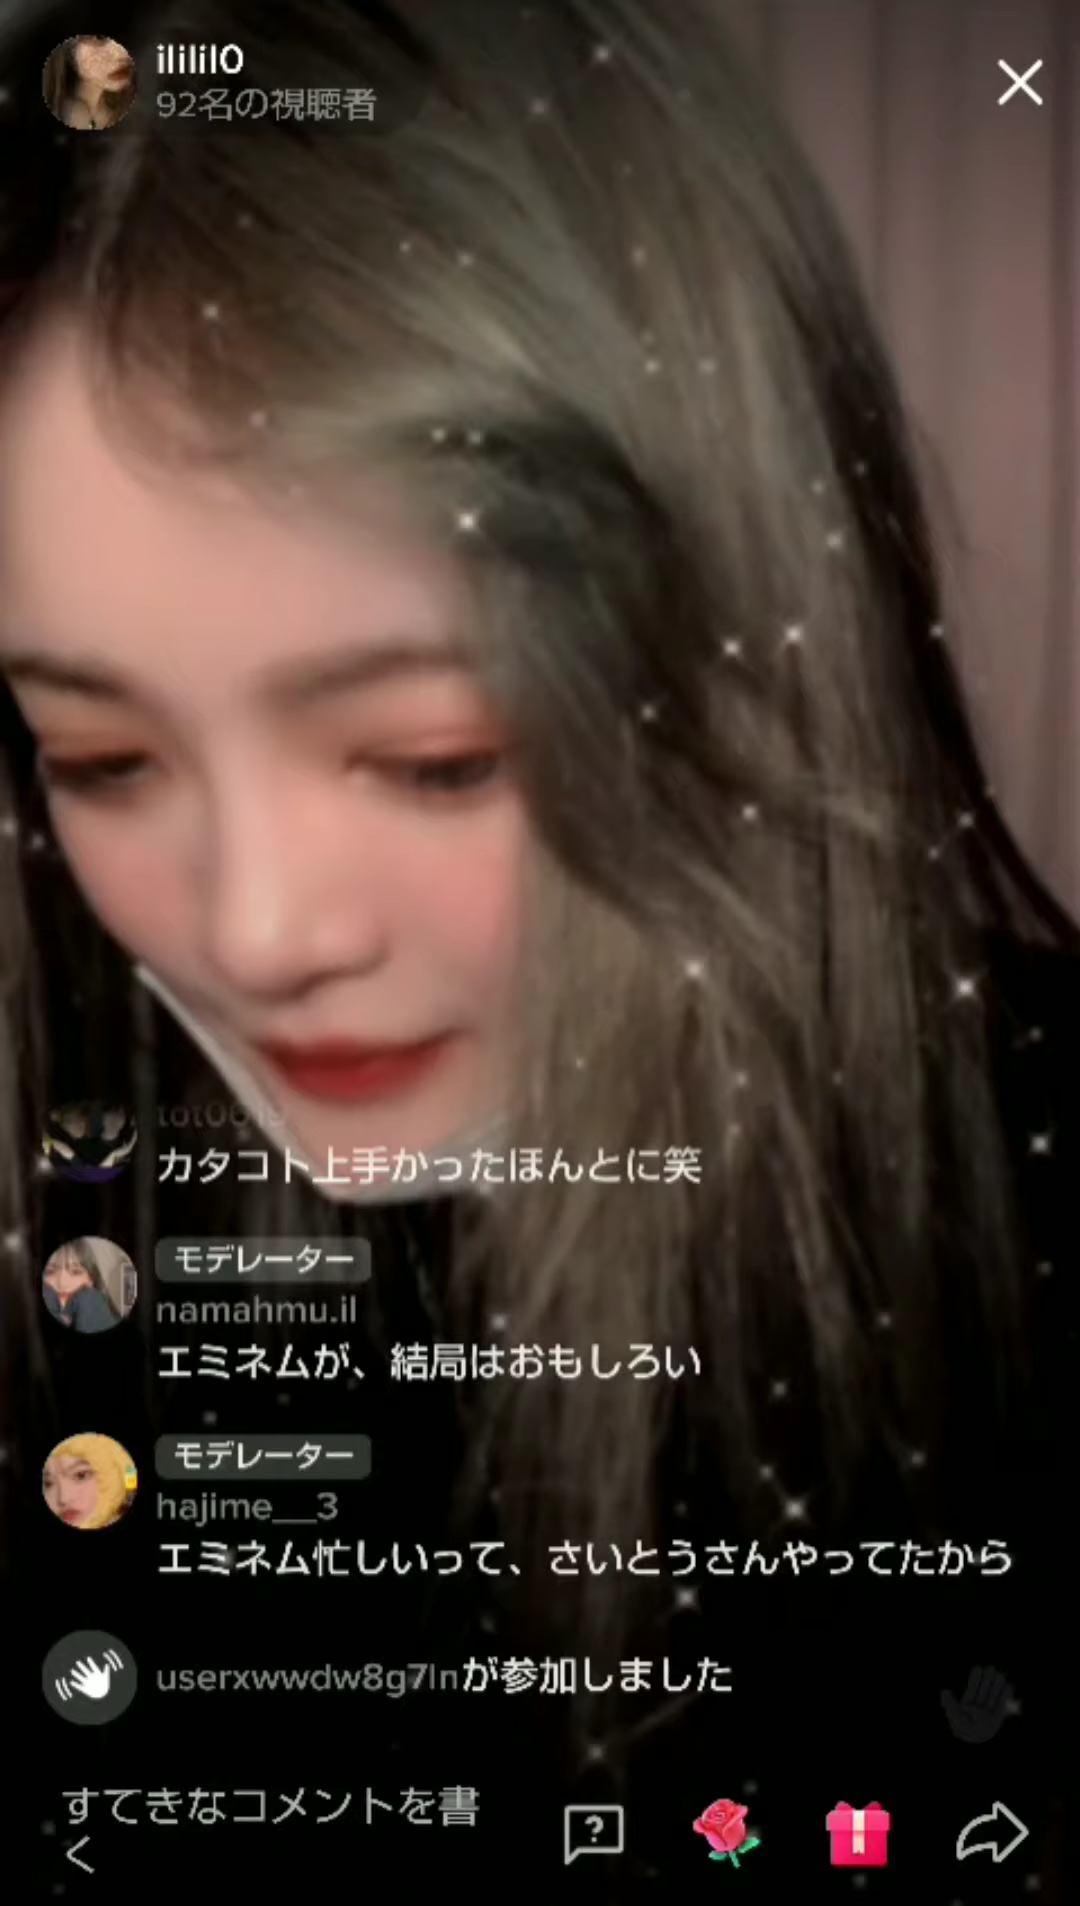 ilililO
92名の視聴者
カタコト上手かったほんとに笑
モデレーター
namahmu.il
エミネムが、結局はおもしろい
モデレーター
hajime__3
エミネム忙しいって、さいとうさんやってたから
userxwwdw8g7lnが参加しました
すてきなコメントを書
く